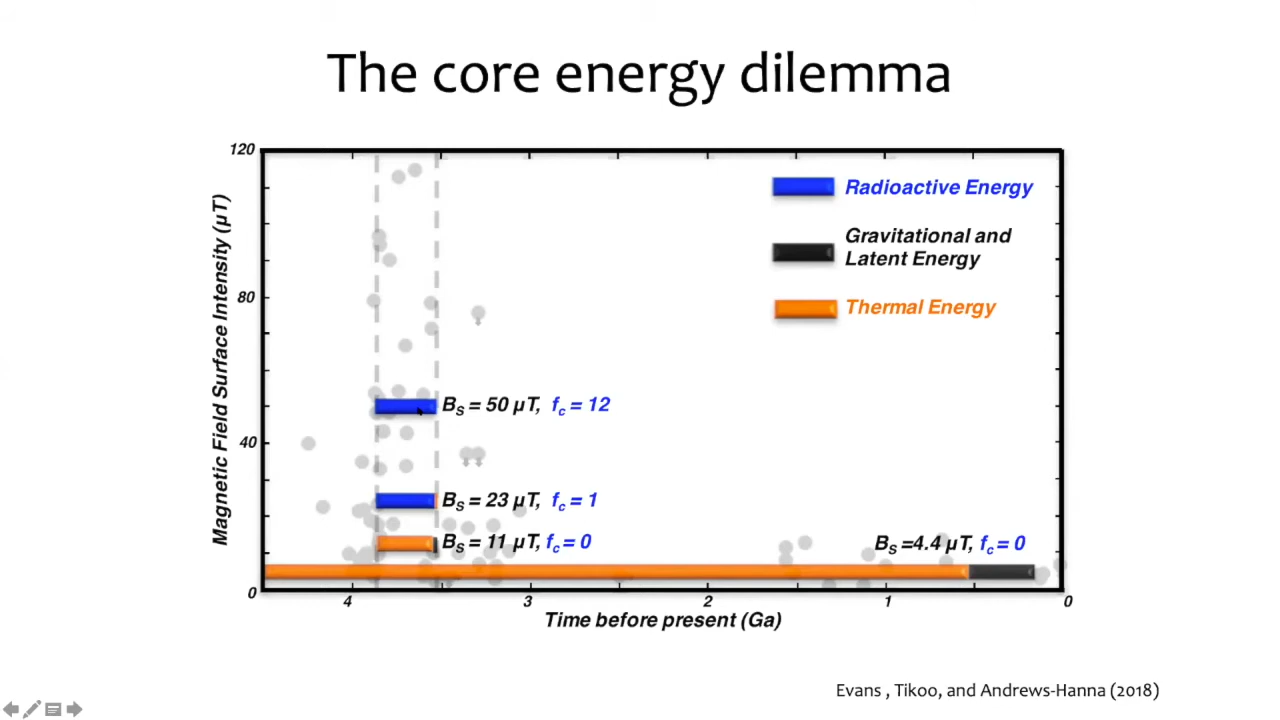 The core energy dilemma
120
80
40
0
Magnetic Field Surface Intensity (µT)
Radioactive Energy
Gravitational and
Latent Energy
Thermal Energy
B_S = 50 µT, f_c = 12
B_S = 23 µT, f_c = 1
B_S = 11 µT, f_c = 0
B_S =4.4 µT, f_c = 0
4 3 2 1 0
Time before present (Ga)
Evans , Tikoo, and Andrews-Hanna (2018)